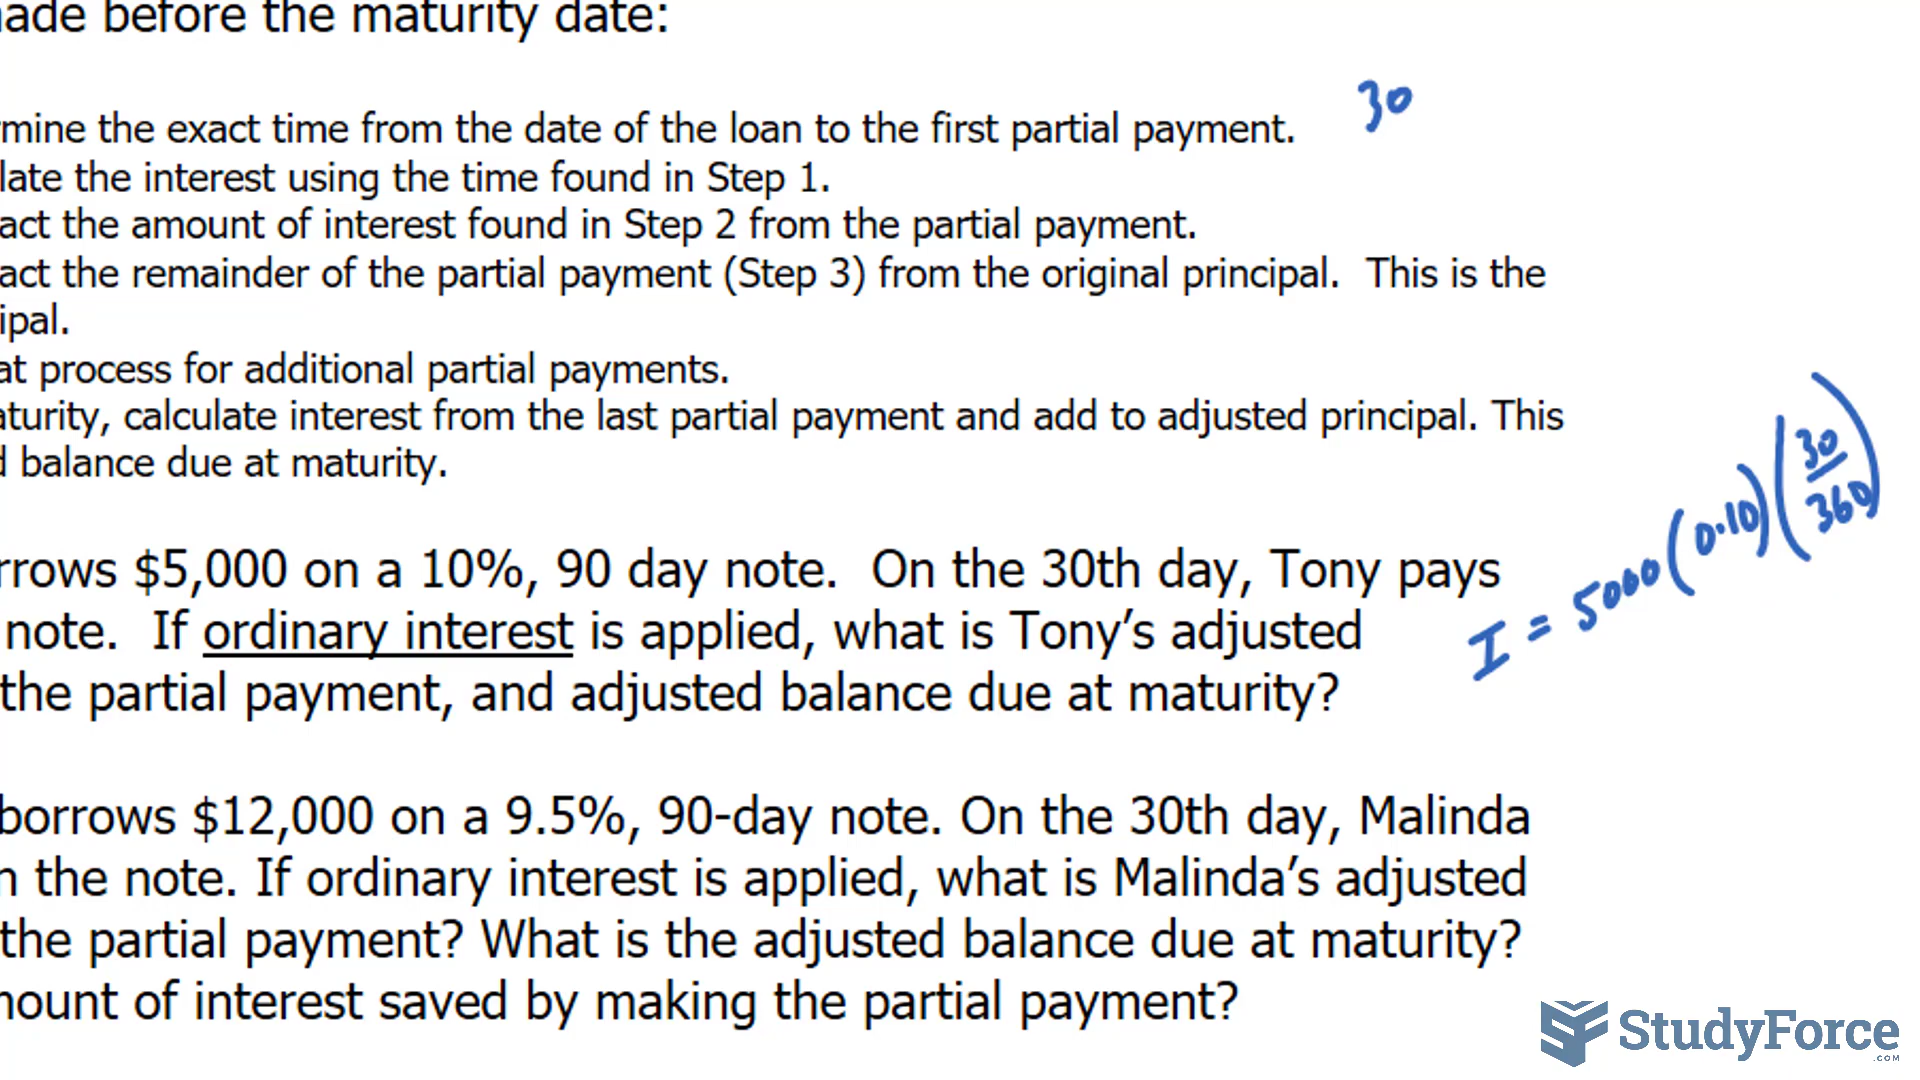 ade before the maturity date:
30
rmine the exact time from the date of the loan to the first partial payment.
late the interest using the time found in Step 1.
act the amount of interest found in Step 2 from the partial payment.
act the remainder of the partial payment (Step 3) from the original principal. This is the
ipal.
at process for additional partial payments.
aturity, calculate interest from the last partial payment and add to adjusted principal. This
d balance due at maturity.
rrows $5,000 on a 10%, 90 day note. On the 30th day, Tony pays
note. If ordinary interest is applied, what is Tony’s adjusted
the partial payment, and adjusted balance due at maturity?
I = 5000(0.10)(30/360)
borrows $12,000 on a 9.5%, 90-day note. On the 30th day, Malinda
n the note. If ordinary interest is applied, what is Malinda’s adjusted
the partial payment? What is the adjusted balance due at maturity?
mount of interest saved by making the partial payment?
StudyForce
.COM